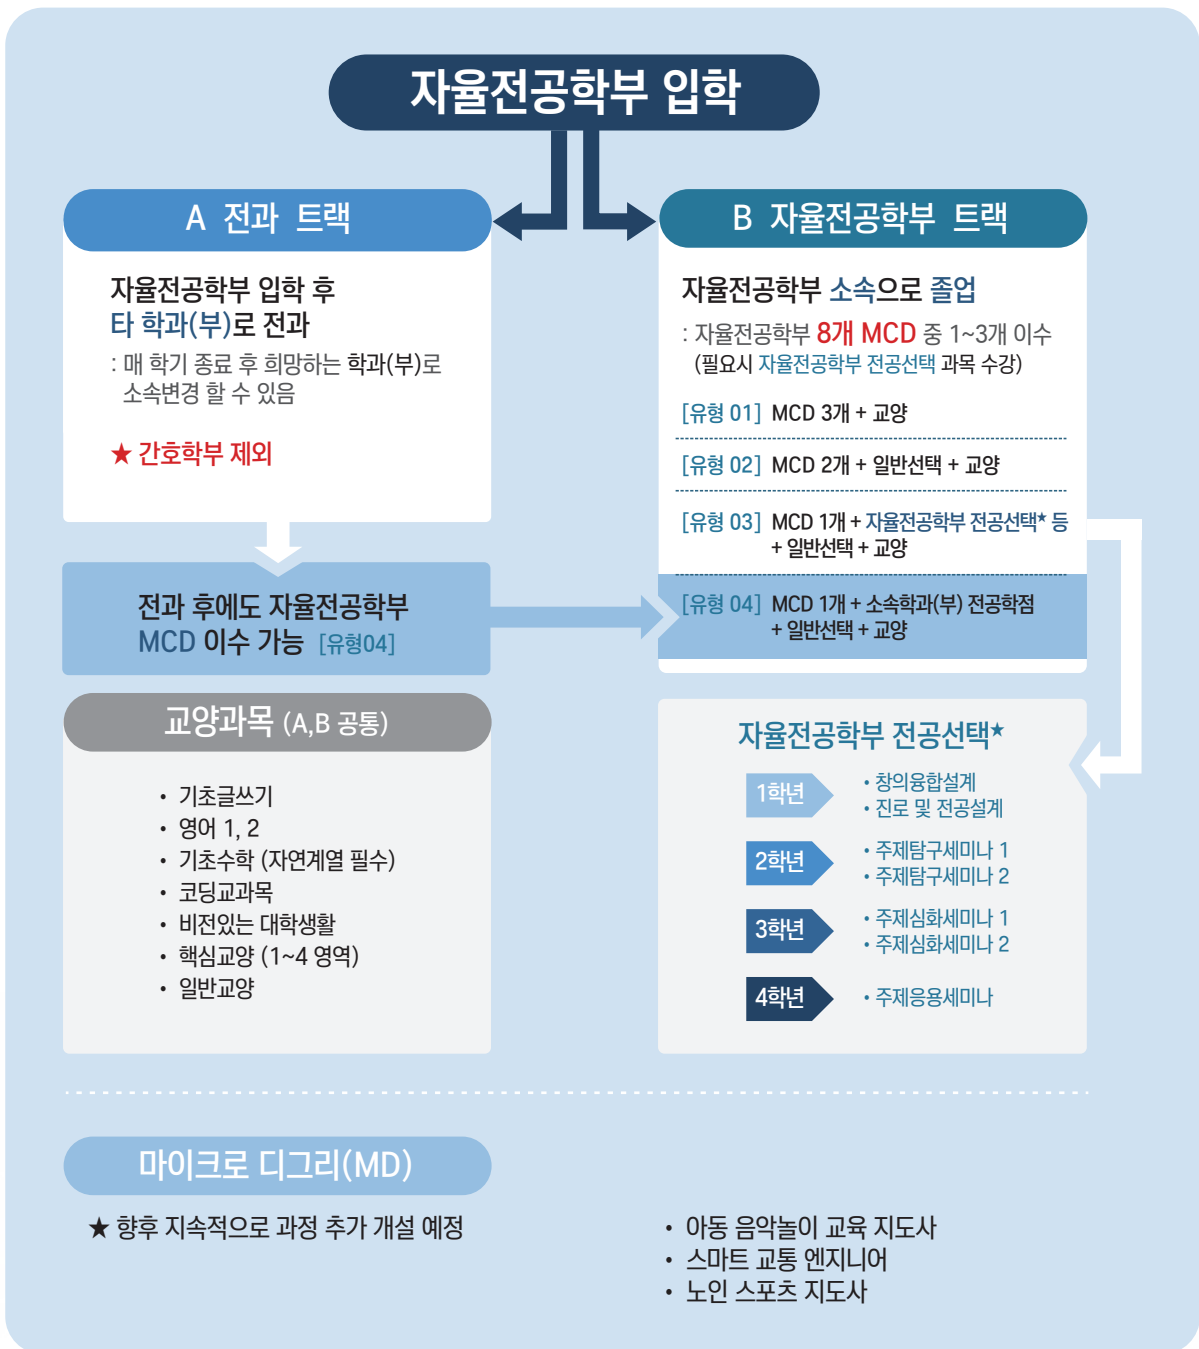 자율전공학부 입학
A 전과 트랙
자율전공학부 입학 후
타 학과(부)로 전과
: 매 학기 종료 후 희망하는 학과(부)로
소속변경 할 수 있음
★ 간호학부 제외
전과 후에도 자율전공학부
MCD 이수 가능 [유형04]
B 자율전공학부 트랙
자율전공학부 소속으로 졸업
: 자율전공학부 8개 MCD 중 1~3개 이수
(필요시 자율전공학부 전공선택 과목 수강)
[유형 01] MCD 3개 + 교양
[유형 02] MCD 2개 + 일반선택 + 교양
[유형 03] MCD 1개 + 자율전공학부 전공선택★ 등
+ 일반선택 + 교양
[유형 04] MCD 1개 + 소속학과(부) 전공학점
+ 일반선택 + 교양
교양과목 (A,B 공통)
• 기초글쓰기
• 영어 1, 2
• 기초수학 (자연계열 필수)
• 코딩교과목
• 비전있는 대학생활
• 핵심교양 (1~4 영역)
• 일반교양
자율전공학부 전공선택★
1학년
• 창의융합설계
• 진로 및 전공설계
2학년
• 주제탐구세미나 1
• 주제탐구세미나 2
3학년
• 주제심화세미나 1
• 주제심화세미나 2
4학년
• 주제응용세미나
마이크로 디그리(MD)
★ 향후 지속적으로 과정 추가 개설 예정
• 아동 음악놀이 교육 지도사
• 스마트 교통 엔지니어
• 노인 스포츠 지도사